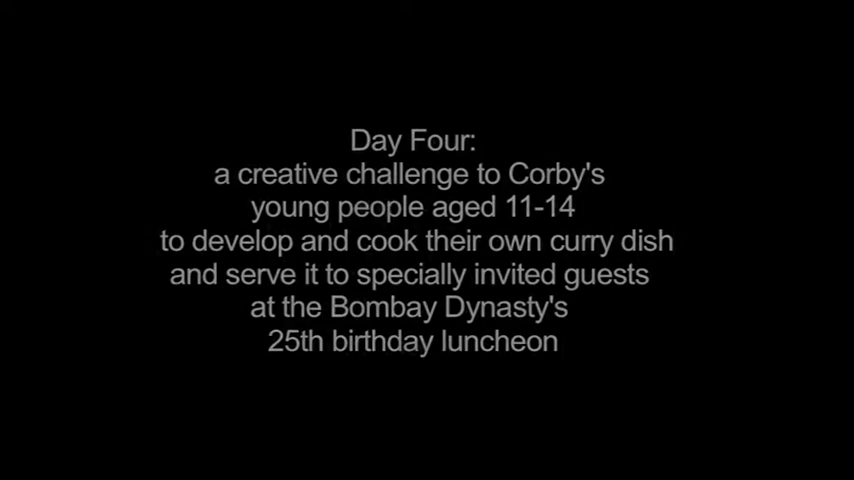 Day Four:
a creative challenge to Corby's
young people aged 11-14
to develop and cook their own curry dish
and serve it to specially invited guests
at the Bombay Dynasty's
25th birthday luncheon